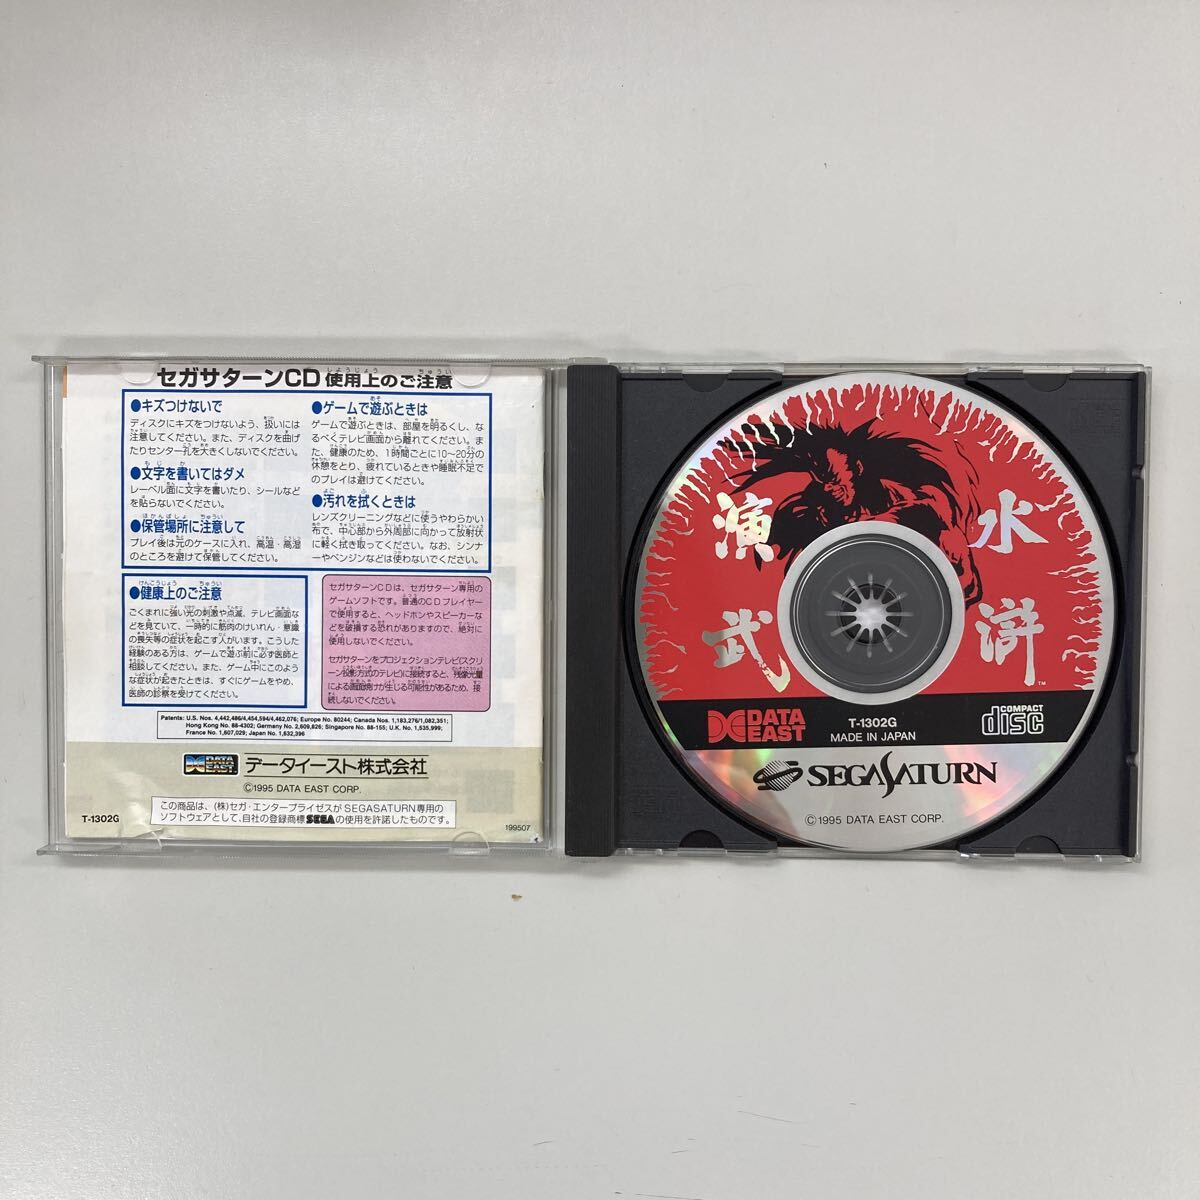 セガサターンCD 使用上のご注意
●キズつけないで
ディスクにキズをつけないよう、扱いには
注意してください。また、ディスクを曲げ
たりセンター孔を大きくしないでください。
●文字を書いてはダメ
レーベル面に文字を書いたり、シールなど
を貼らないでください。
●保管場所に注意して
プレイ後は元のケースに入れ、高温・高湿
のところを避けて保管してください。
●ゲームで遊ぶときは
ゲームで遊ぶときは、部屋を明るくし、な
るべくテレビ画面から離れてください。ま
た、健康のため、1時間ごとに10〜20分の
休憩をとり、疲れているときや睡眠不足で
のプレイは避けてください。
●汚れを拭くときは
レンズクリーニングなどに使うやわらかい
布で、中心部から外周部に向かって放射状
に軽く拭き取ってください。なお、シンナ
ーやベンジンなどは使わないでください。
●健康上のご注意
ごくまれに強い光の刺激や点滅、テレビ画面な
どを見ていて、一時的に筋肉のけいれん・意識
の喪失等の症状を起こす人がいます。こうした
経験のある方は、ゲームで遊ぶ前に必ず医師と
相談してください。また、ゲーム中にこのよう
な症状が起きたときは、すぐにゲームをやめ、
医師の診察を受けてください。
セガサターンCDは、セガサターン専用の
ゲームソフトです。普通のCDプレイヤー
で使用すると、ヘッドホンやスピーカーな
どを破損する恐れがありますので、絶対に
使用しないでください。
セガサターンをプロジェクションテレビ(スクリ
ーン投影方式のテレビ)に接続すると、残像光量
による画面焼けが生じる可能性があるため、接
続しないでください。
Patents: U.S. Nos. 4,442,486/4,454,594/4,462,076; Europe No. 80244; Canada Nos. 1,183,276/1,082,351;
Hong Kong No. 88-4302; Germany No. 2,609,826; Singapore No. 88-155; U.K. No. 1,535,999;
France No. 1,607,029; Japan No. 1,632,396
DATA EAST データイースト株式会社
©1995 DATA EAST CORP.
この商品は、(株)セガ・エンタープライゼスがSEGASATURN専用の
ソフトウェアとして、自社の登録商標SEGAの使用を許諾したものです。
T-1302G
199507
水滸
演武
™
DATA
EAST
T-1302G
MADE IN JAPAN
COMPACT
disc
SEGASATURN
©1995 DATA EAST CORP.